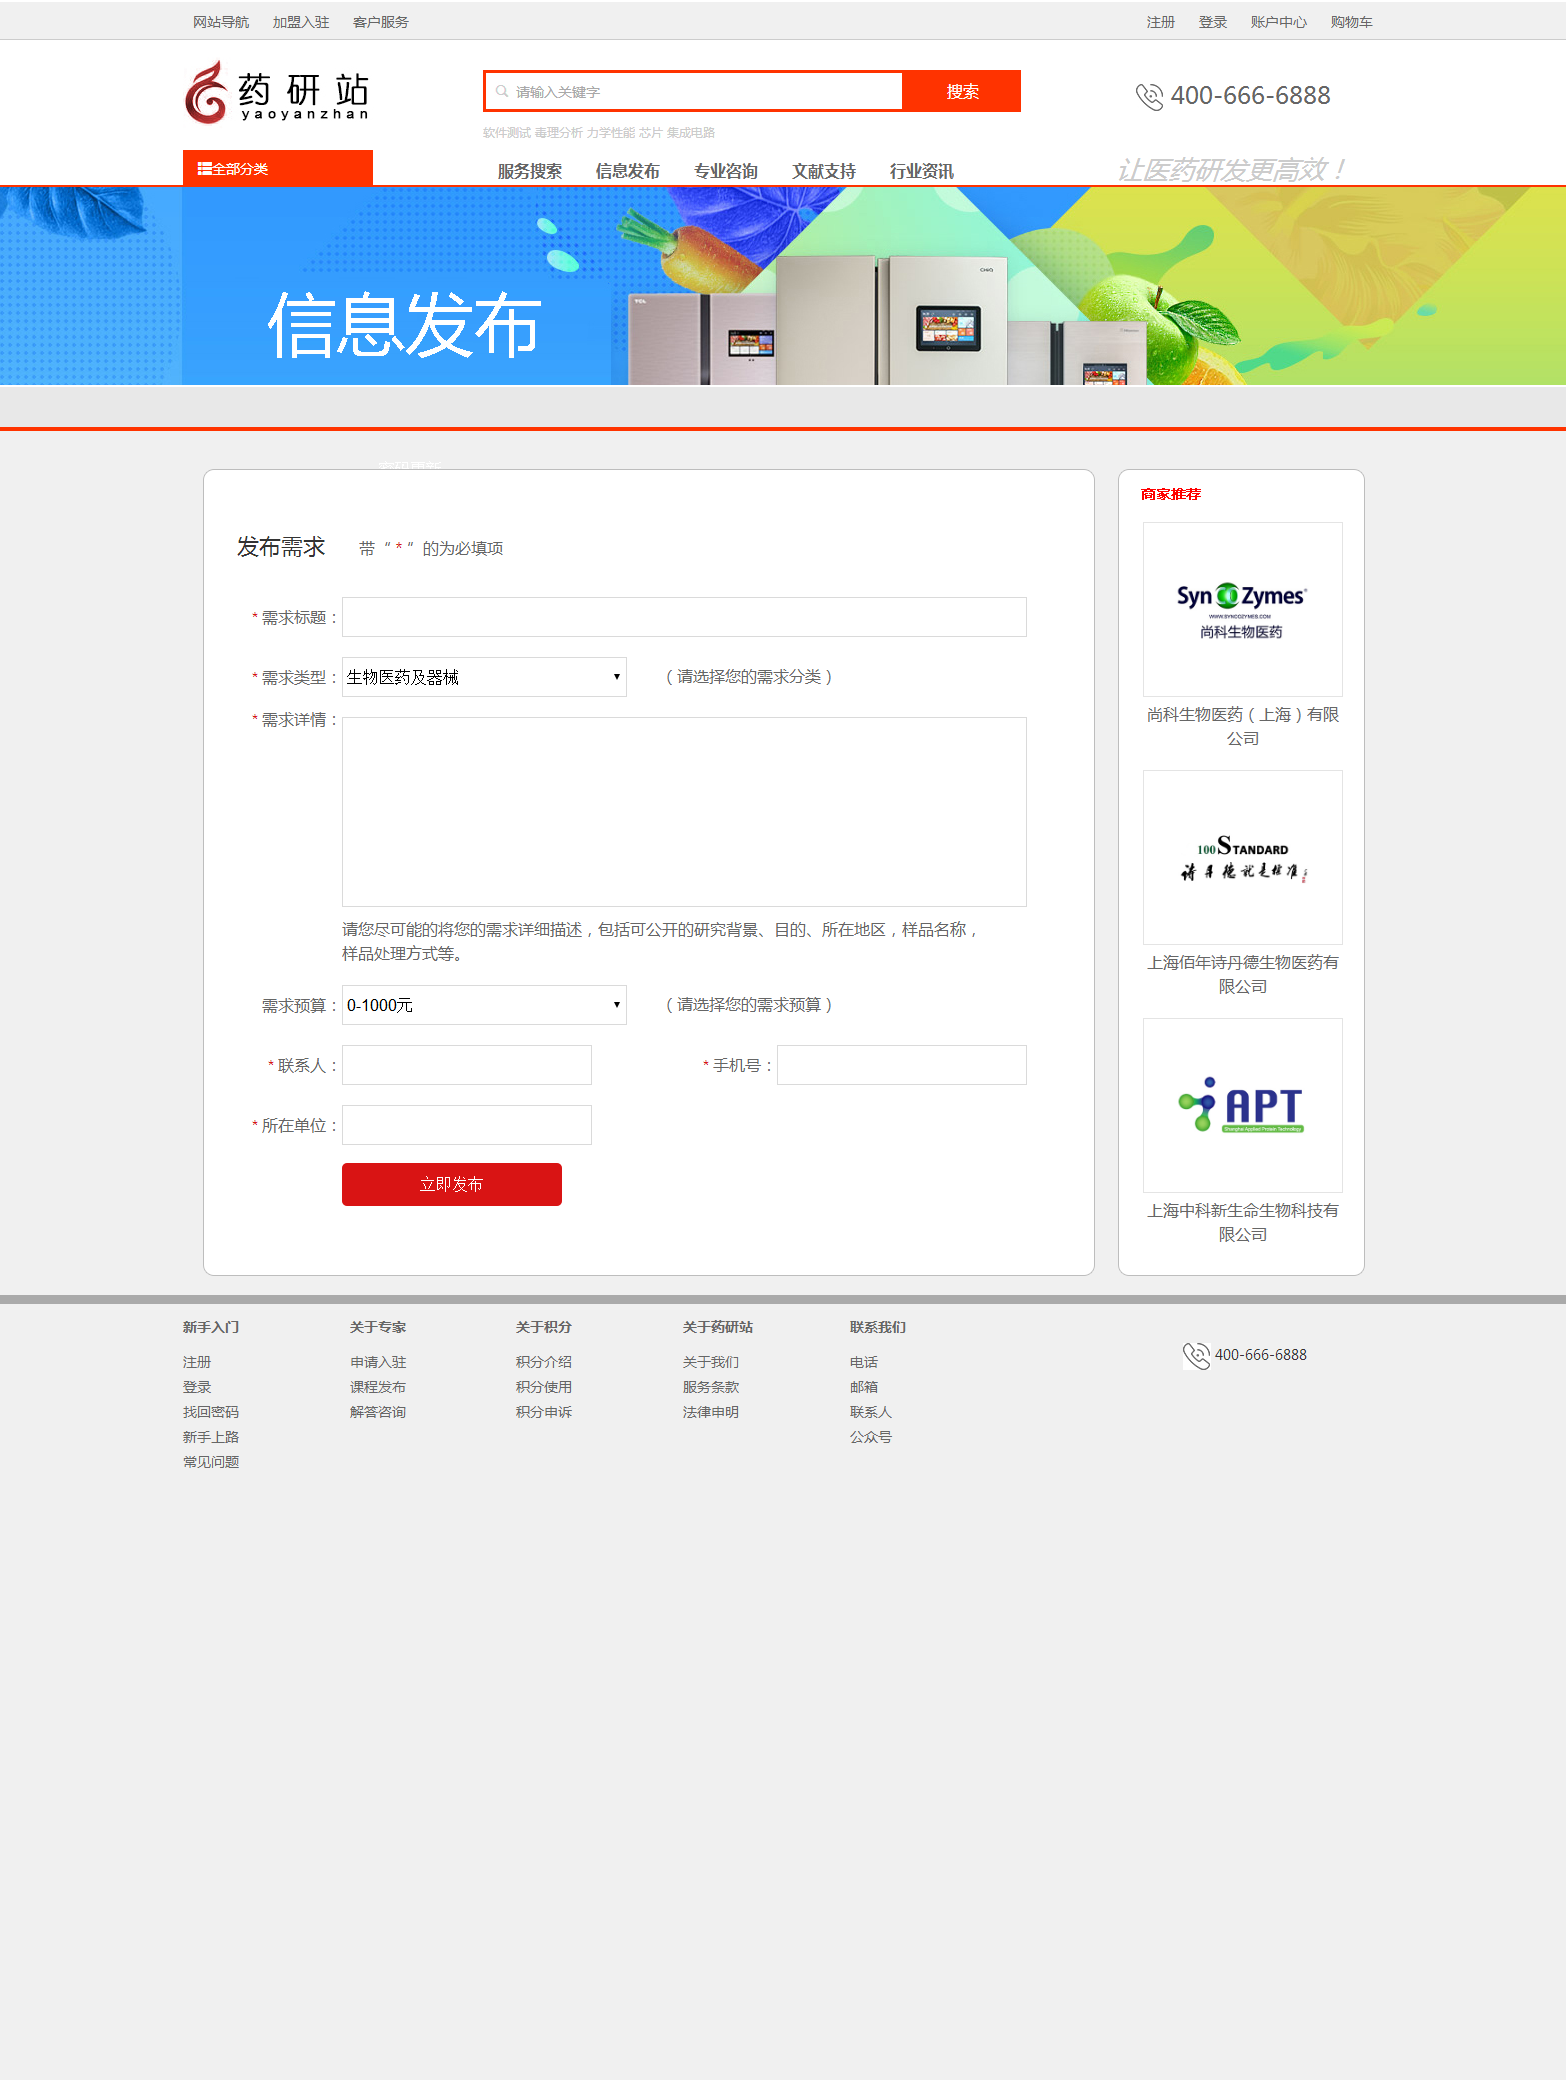 网站导航 加盟入驻 客户服务 注册 登录 账户中心 购物车
药研站
yaoyanzhan
请输入关键字 搜索
400-666-6888
软件测试 毒理分析 力学性能 芯片 集成电路
全部分类 服务搜索 信息发布 专业咨询 文献支持 行业资讯 让医药研发更高效！
信息发布
TCL
CHiQ
发布需求 带“ * ”的为必填项
* 需求标题：
* 需求类型： 生物医药及器械 （请选择您的需求分类）
* 需求详情：
请您尽可能的将您的需求详细描述，包括可公开的研究背景、目的、所在地区，样品名称，
样品处理方式等。
需求预算： 0-1000元 （请选择您的需求预算）
* 联系人： * 手机号：
* 所在单位：
立即发布
商家推荐
SynoZymes
WWW.SYNCOZYMES.COM
尚科生物医药
尚科生物医药（上海）有限
公司
100STANDARD
诗丹德就是标准
上海佰年诗丹德生物医药有
限公司
APT
Shanghai Applied Protein Technology
上海中科新生命生物科技有
限公司
新手入门 关于专家 关于积分 关于药研站 联系我们
注册 申请入驻 积分介绍 关于我们 电话 400-666-6888
登录 课程发布 积分使用 服务条款 邮箱
找回密码 解答咨询 积分申诉 法律申明 联系人
新手上路 公众号
常见问题